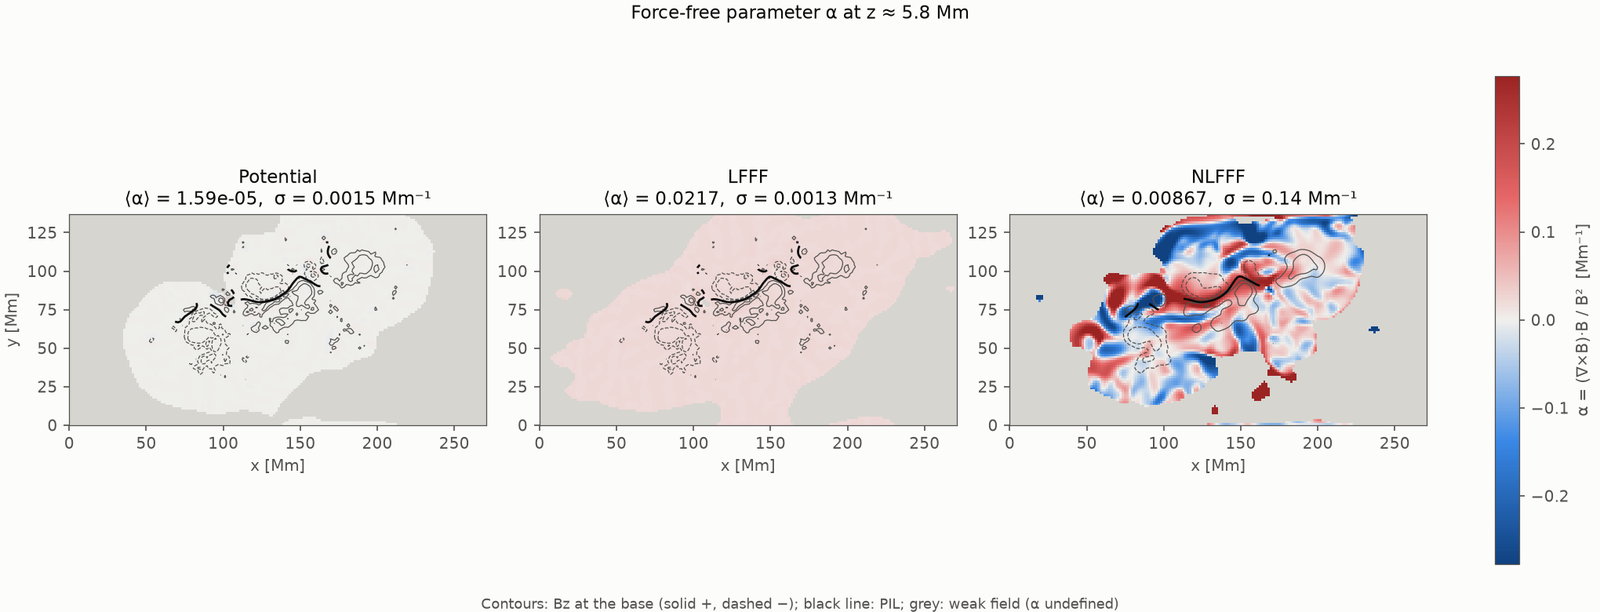 Force-free parameter α at z ≈ 5.8 Mm
Potential
⟨α⟩ = 1.59e-05, σ = 0.0015 Mm⁻¹
LFFF
⟨α⟩ = 0.0217, σ = 0.0013 Mm⁻¹
NLFFF
⟨α⟩ = 0.00867, σ = 0.14 Mm⁻¹
y [Mm]
125
100
75
50
25
0
0 50 100 150 200 250
x [Mm]
125
100
75
50
25
0
0 50 100 150 200 250
x [Mm]
125
100
75
50
25
0
0 50 100 150 200 250
x [Mm]
0.2
0.1
0.0
−0.1
−0.2
α = (∇×B)·B / B² [Mm⁻¹]
Contours: Bz at the base (solid +, dashed −); black line: PIL; grey: weak field (α undefined)